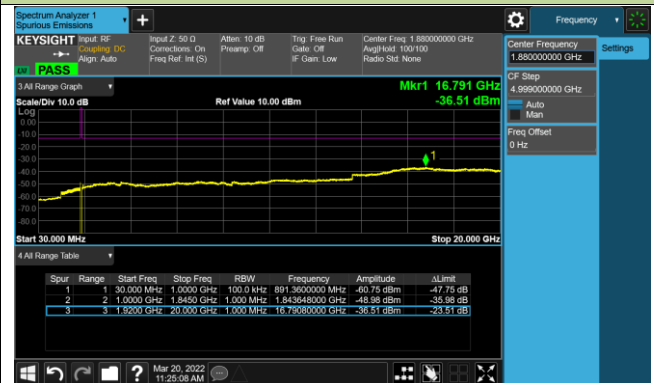 Spectrum Analyzer 1
Spurious Emissions
Frequency
KEYSIGHT
Input: RF
Coupling: DC
Align: Auto
Input Z: 50 Ω
Corrections: On
Freq Ref: Int (S)
Atten: 10 dB
Preamp: Off
Trig: Free Run
Gate: Off
IF Gain: Low
Center Freq: 1.880000000 GHz
Avg|Hold: 100/100
Radio Std: None
LNI PASS
Center Frequency
1.880000000 GHz
Settings
CF Step
4.999000000 GHz
Auto
Man
Freq Offset
0 Hz
3 All Range Graph
Mkr1 16.791 GHz
Scale/Div 10.0 dB
Ref Value 10.00 dBm
-36.51 dBm
Log
0.00
-10.0
-20.0
-30.0
-40.0
-50.0
-60.0
-70.0
-80.0
1
Start 30.000 MHz
Stop 20.000 GHz
4 All Range Table
Spur Range Start Freq Stop Freq RBW Frequency Amplitude ΔLimit
1 1 30.000 MHz 1.0000 GHz 100.0 kHz 891.3600000 MHz -60.75 dBm -47.75 dB
2 2 1.0000 GHz 1.8450 GHz 1.000 MHz 1.843648000 GHz -48.98 dBm -35.98 dB
3 3 1.9200 GHz 20.000 GHz 1.000 MHz 16.79080000 GHz -36.51 dBm -23.51 dB
?
Mar 20, 2022
11:25:08 AM